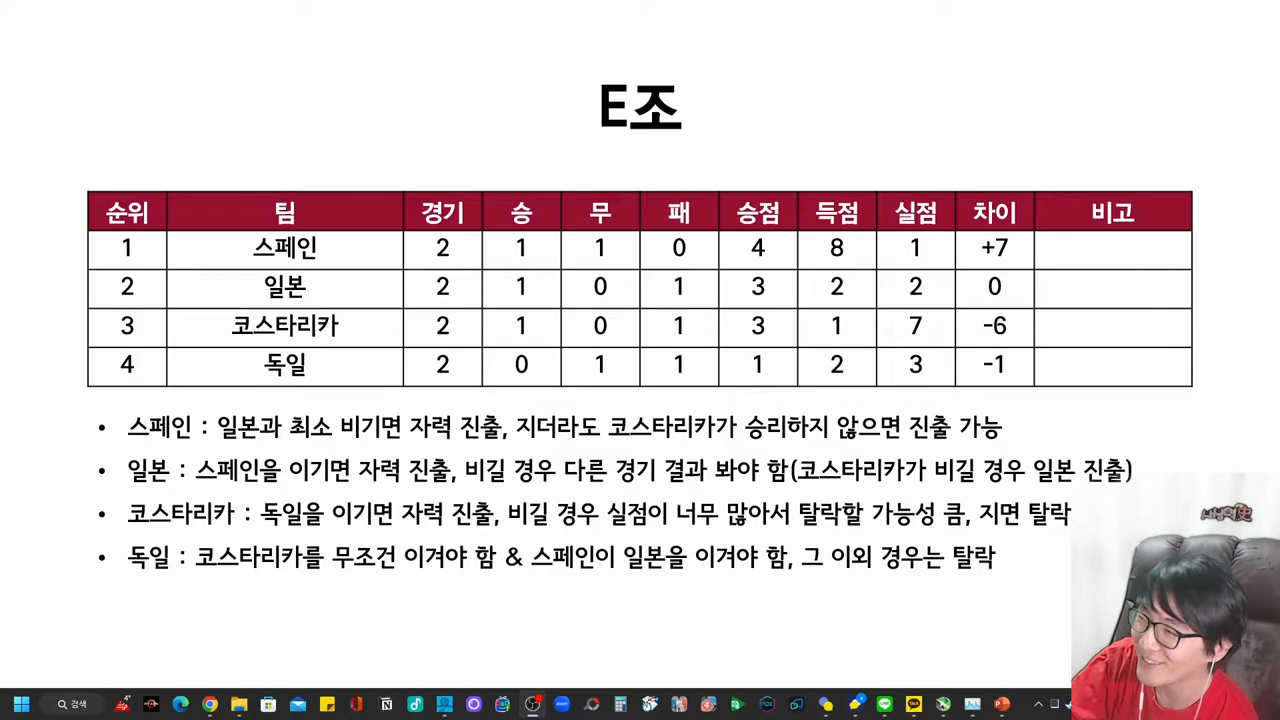 E조
순위 팀 경기 승 무 패 승점 득점 실점 차이 비고
1 스페인 2 1 1 0 4 8 1 +7
2 일본 2 1 0 1 3 2 2 0
3 코스타리카 2 1 0 1 3 1 7 -6
4 독일 2 0 1 1 1 2 3 -1
• 스페인 : 일본과 최소 비기면 자력 진출, 지더라도 코스타리카가 승리하지 않으면 진출 가능
• 일본 : 스페인을 이기면 자력 진출, 비길 경우 다른 경기 결과 봐야 함(코스타리카가 비길 경우 일본 진출)
• 코스타리카 : 독일을 이기면 자력 진출, 비길 경우 실점이 너무 많아서 탈락할 가능성 큼, 지면 탈락
• 독일 : 코스타리카를 무조건 이겨야 함 & 스페인이 일본을 이겨야 함, 그 이외 경우는 탈락
검색